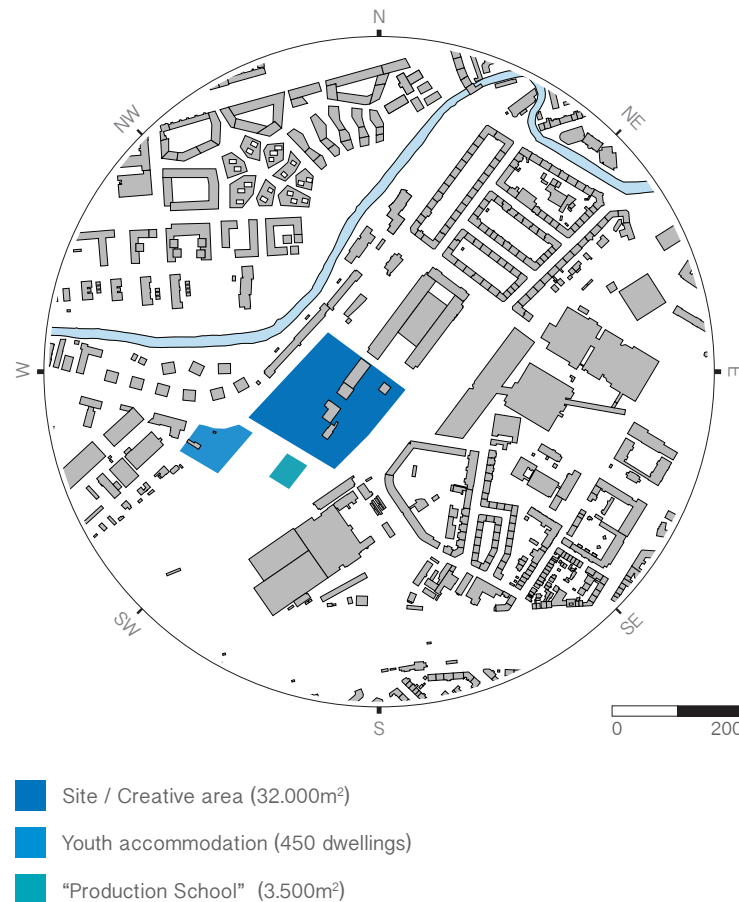 N
NW
NE
W
E
SW
SE
S
0
200
Site / Creative area (32.000m²)
Youth accommodation (450 dwellings)
“Production School” (3.500m²)